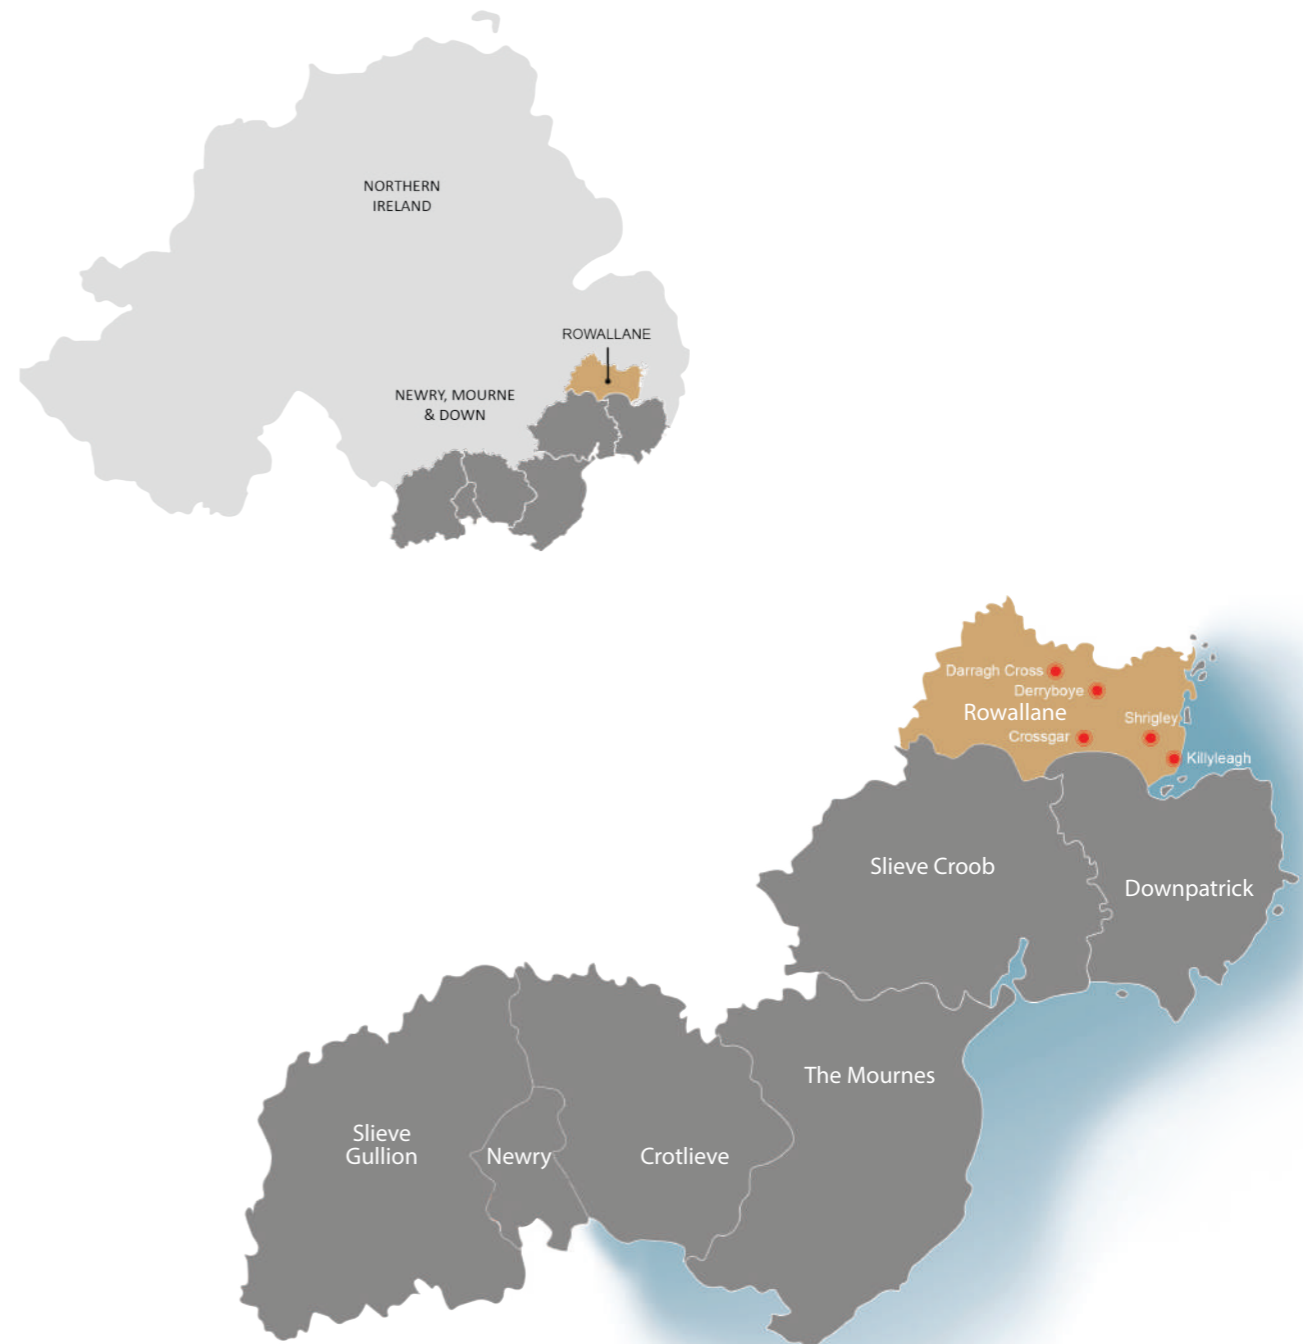 NORTHERN
IRELAND
ROWALLANE
NEWRY, MOURNE
& DOWN
Darragh Cross
Derryboye
Rowallane
Shrigley
Crossgar
Killyleagh
Slieve Croob
Downpatrick
The Mournes
Slieve
Gullion
Newry
Crotlieve